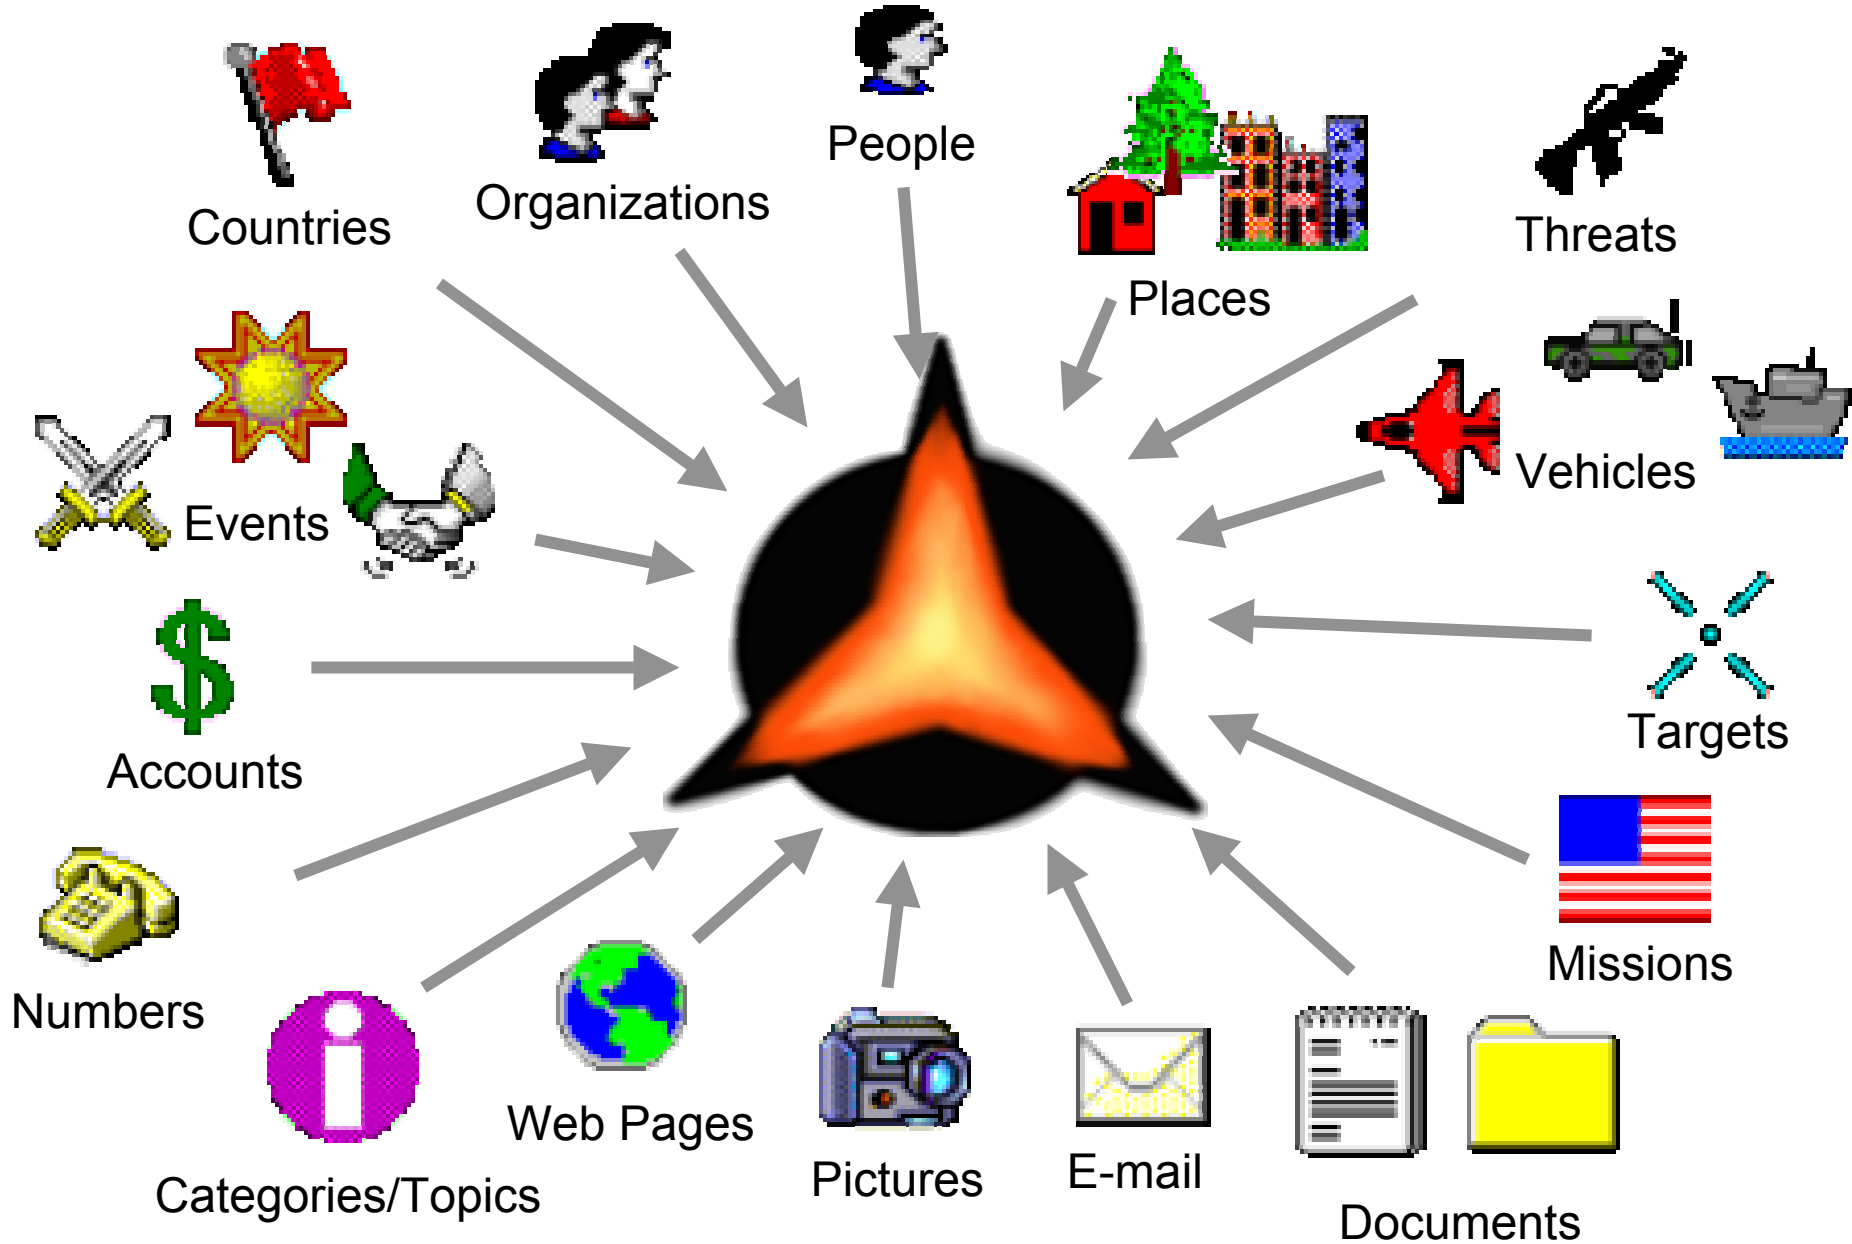 People
Organizations
Countries
Places
Threats
Vehicles
Events
Targets
Accounts
Missions
Numbers
Web Pages
Pictures
E-mail
Categories/Topics
Documents